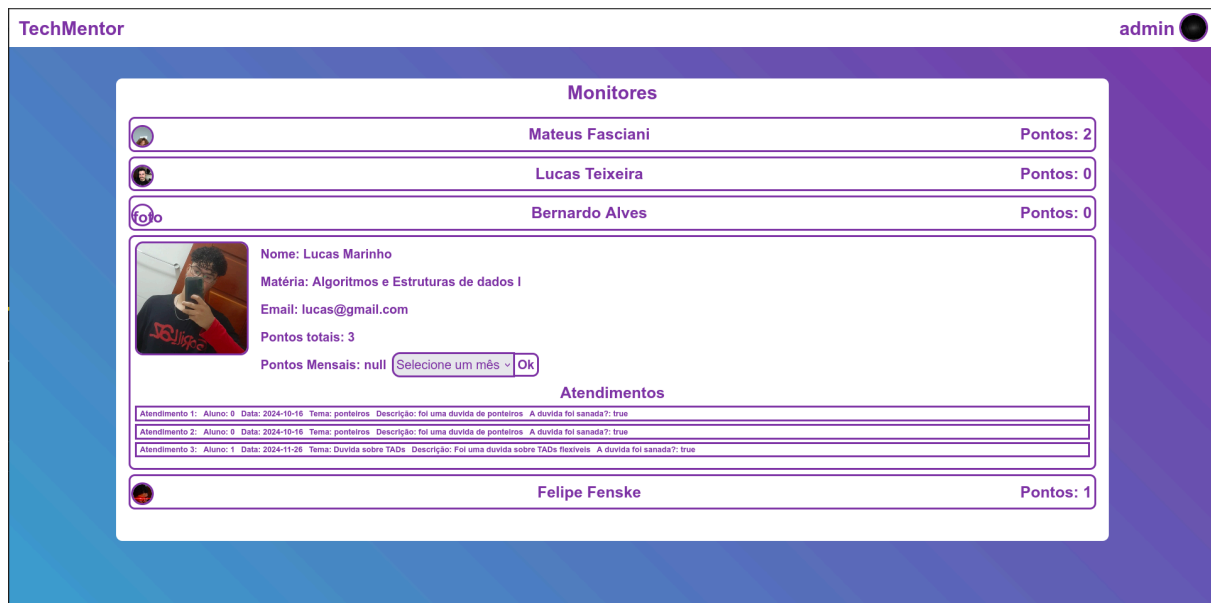 TechMentor admin
Monitores
Mateus Fasciani Pontos: 2
Lucas Teixeira Pontos: 0
foto Bernardo Alves Pontos: 0
Nome: Lucas Marinho
Matéria: Algoritmos e Estruturas de dados I
Email: lucas@gmail.com
Pontos totais: 3
Pontos Mensais: null Selecione um mês Ok
Atendimentos
Atendimento 1: Aluno: 0 Data: 2024-10-16 Tema: ponteiros Descrição: foi uma duvida de ponteiros A duvida foi sanada?: true
Atendimento 2: Aluno: 0 Data: 2024-10-16 Tema: ponteiros Descrição: foi uma duvida de ponteiros A duvida foi sanada?: true
Atendimento 3: Aluno: 1 Data: 2024-11-26 Tema: Duvida sobre TADs Descrição: Foi uma duvida sobre TADs flexíveis A duvida foi sanada?: true
Felipe Fenske Pontos: 1